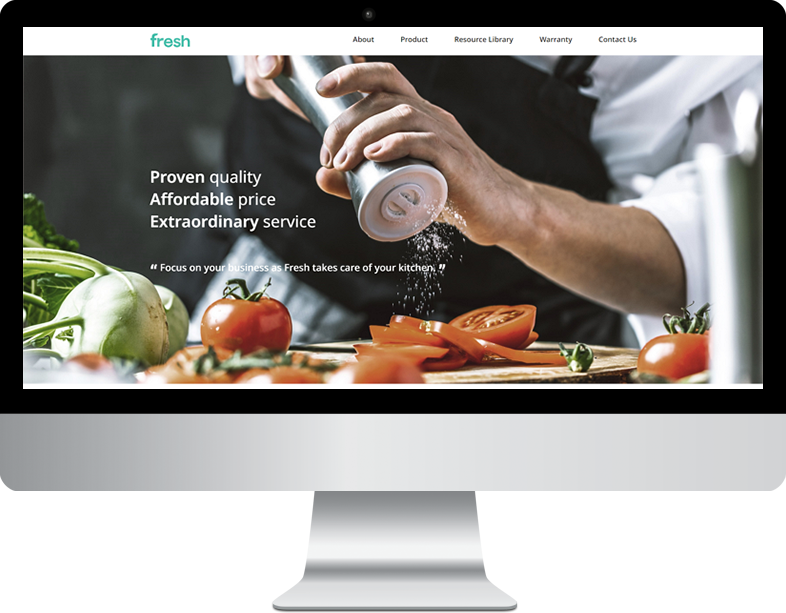 fresh
About Product Resource Library Warranty Contact Us
Proven quality
Affordable price
Extraordinary service
“ Focus on your business as Fresh takes care of your kitchen. ”